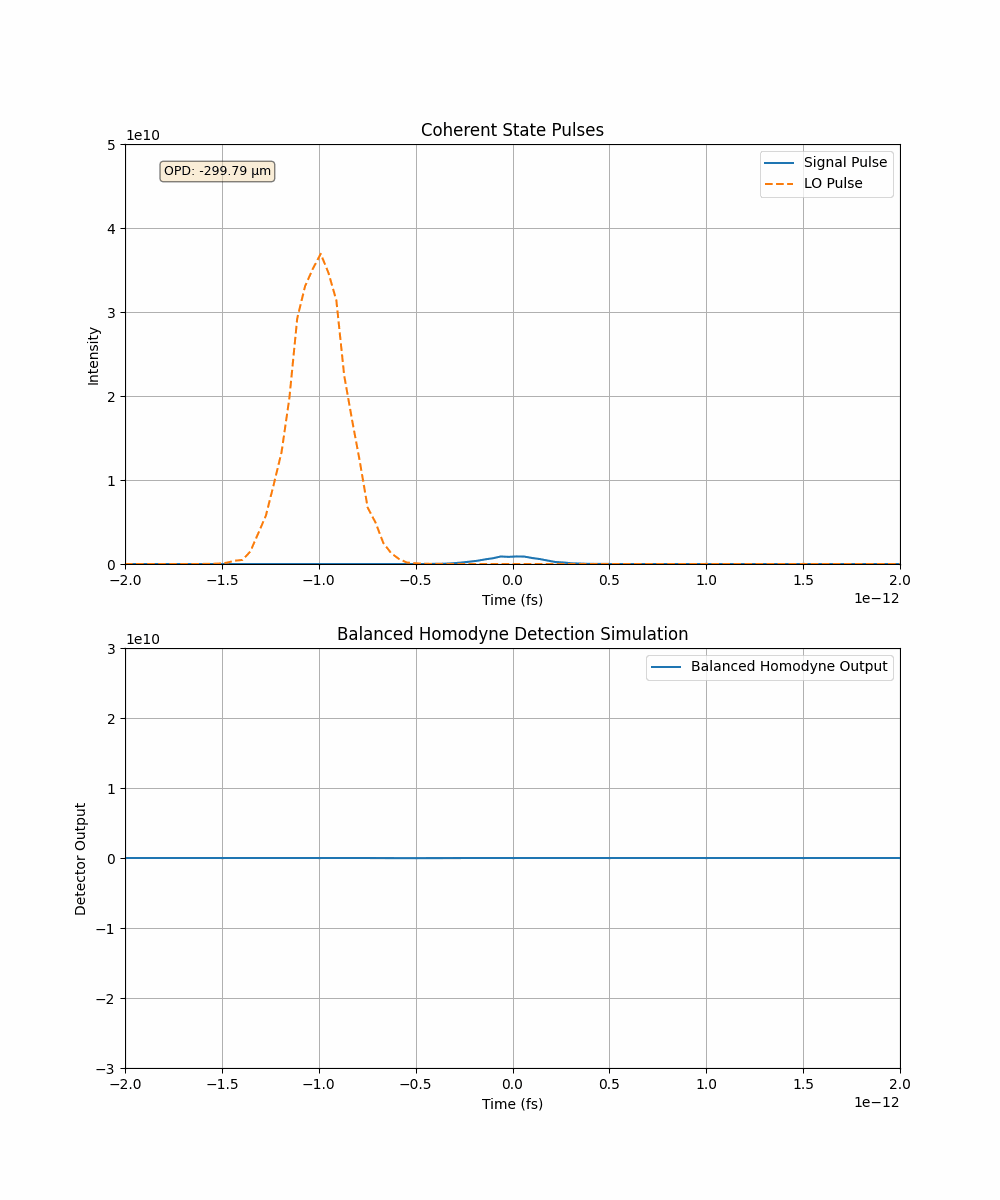 Coherent State Pulses
1e10
OPD: -299.79 μm
Signal Pulse
LO Pulse
5
4
3
2
1
0
Intensity
−2.0 −1.5 −1.0 −0.5 0.0 0.5 1.0 1.5 2.0
Time (fs)
1e−12
Balanced Homodyne Detection Simulation
1e10
Balanced Homodyne Output
3
2
1
0
−1
−2
−3
Detector Output
−2.0 −1.5 −1.0 −0.5 0.0 0.5 1.0 1.5 2.0
Time (fs)
1e−12